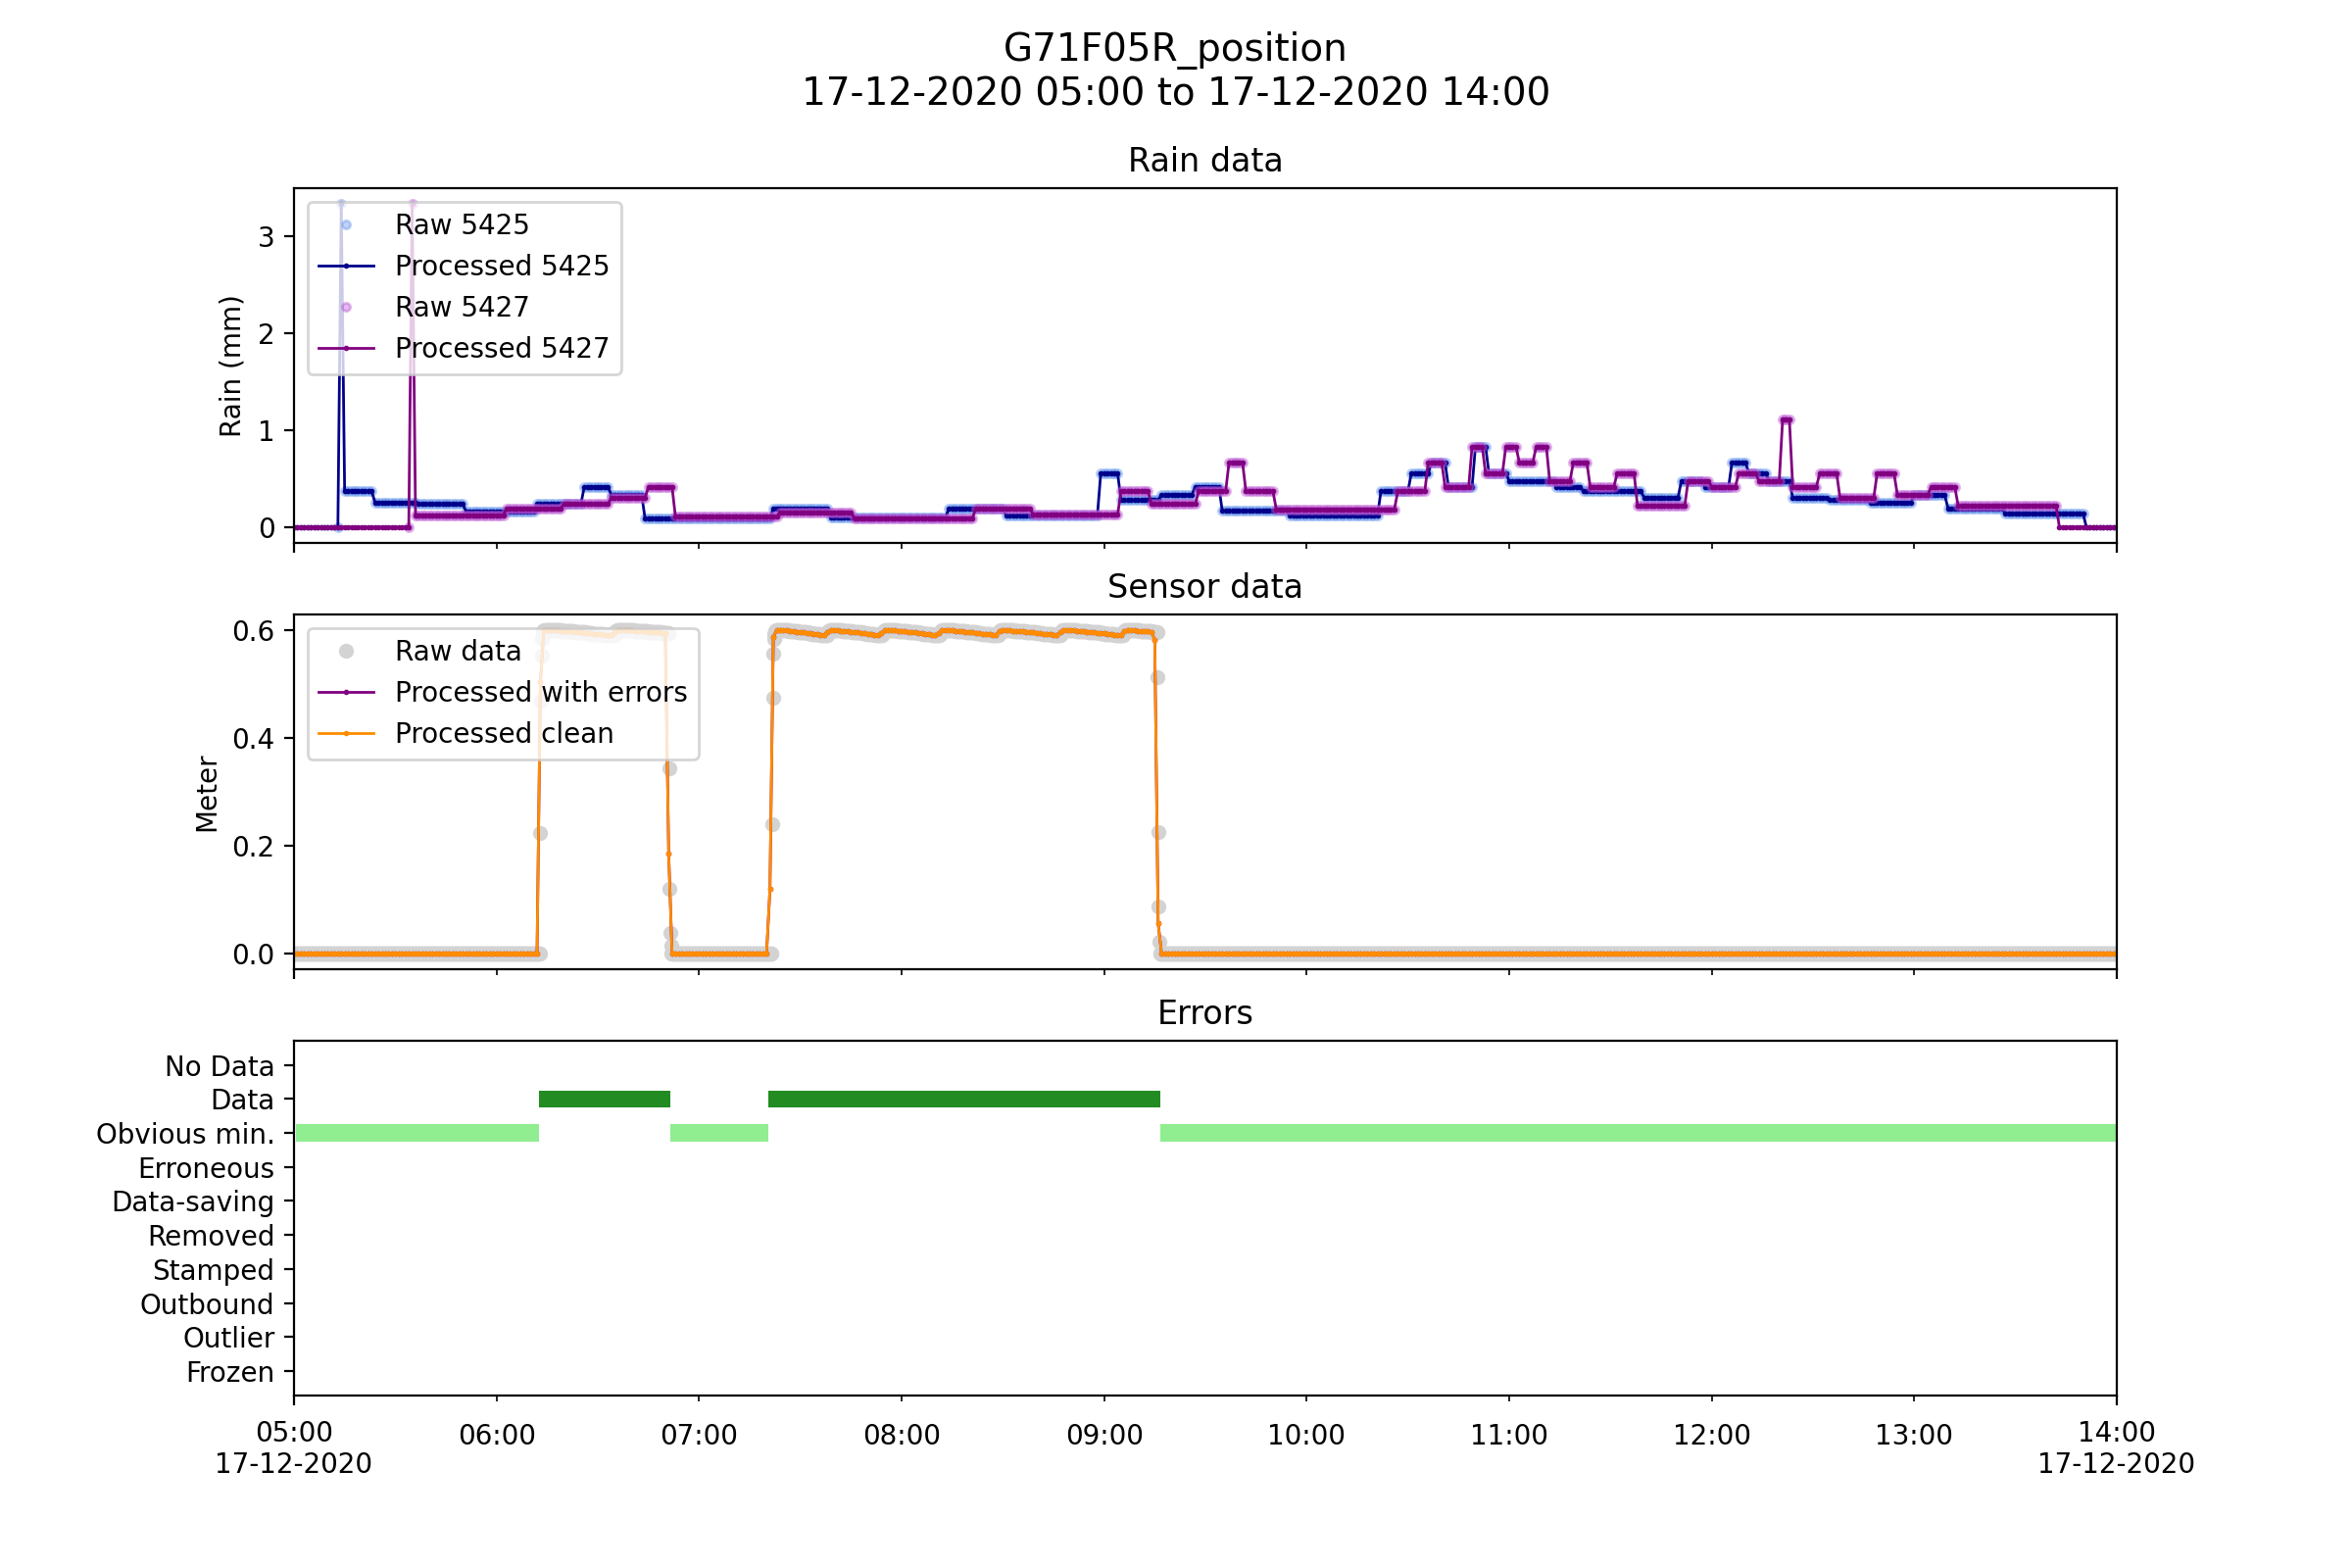 G71F05R_position
17-12-2020 05:00 to 17-12-2020 14:00
Rain data
Rain (mm)
3
2
1
0
Raw 5425
Processed 5425
Raw 5427
Processed 5427
Sensor data
Meter
0.6
0.4
0.2
0.0
Raw data
Processed with errors
Processed clean
Errors
No Data
Data
Obvious min.
Erroneous
Data-saving
Removed
Stamped
Outbound
Outlier
Frozen
05:00 06:00 07:00 08:00 09:00 10:00 11:00 12:00 13:00 14:00
17-12-2020 17-12-2020